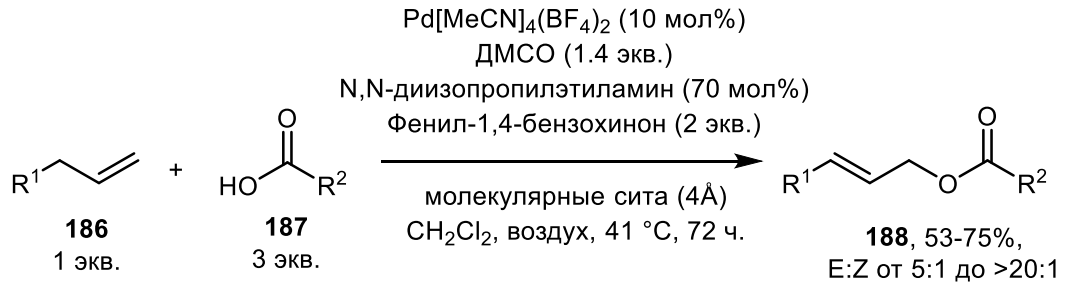 Pd[MeCN]4(BF4)2 (10 мол%)
ДМСО (1.4 экв.)
N,N-диизопропилэтиламин (70 мол%)
Фенил-1,4-бензохинон (2 экв.)
R1
+
O
HO
R2
молекулярные сита (4Å)
CH2Cl2, воздух, 41 °C, 72 ч.
R1
O
O
R2
186
1 экв.
187
3 экв.
188, 53-75%,
E:Z от 5:1 до >20:1